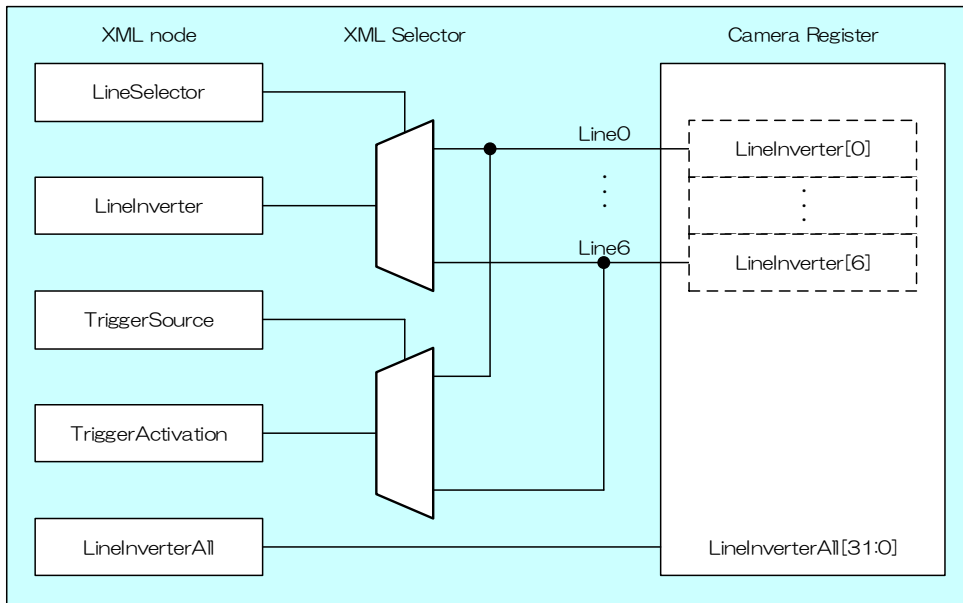 XML node
XML Selector
Camera Register
LineSelector
LineInverter
TriggerSource
TriggerActivation
LineInverterAll
Line0
Line6
LineInverter[0]
LineInverter[6]
LineInverterAll[31:0]